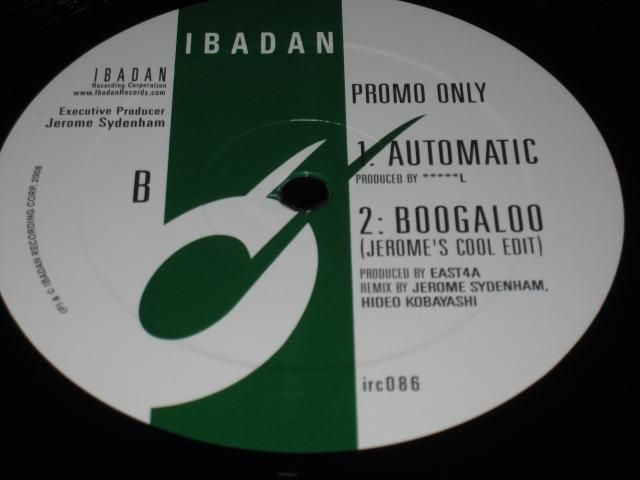 IBADAN
IBADAN
Recording Corporation
www.IbadanRecords.com
Executive Producer
Jerome Sydenham
B
(P) & C IBADAN RECORDING CORP. 2008
PROMO ONLY
1: AUTOMATIC
PRODUCED BY *****L
2: BOOGALOO
(JEROME'S COOL EDIT)
PRODUCED BY EAST4A
REMIX BY JEROME SYDENHAM,
HIDEO KOBAYASHI
irc086